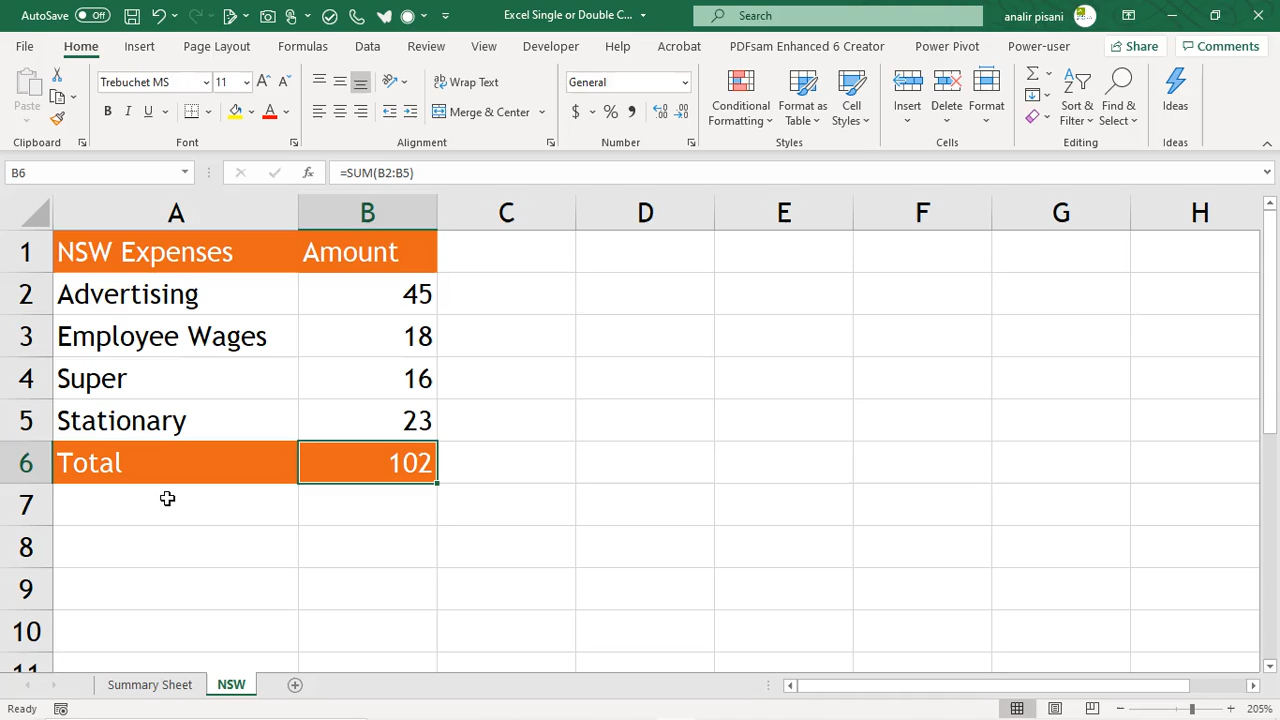 AutoSave Off Excel Single or Double C... Search analir pisani
File Home Insert Page Layout Formulas Data Review View Developer Help Acrobat PDFsam Enhanced 6 Creator Power Pivot Power-user Share Comments
Paste Trebuchet MS 11 Wrap Text General Conditional Formatting Format as Table Cell Styles Insert Delete Format Sort & Filter Find & Select Ideas
B I U A Merge & Center $ % ,
Clipboard Font Alignment Number Styles Cells Editing Ideas
B6 fx =SUM(B2:B5)
A B C D E F G H
1 NSW Expenses Amount
2 Advertising 45
3 Employee Wages 18
4 Super 16
5 Stationary 23
6 Total 102
7
8
9
10
11
Summary Sheet NSW
Ready 205%